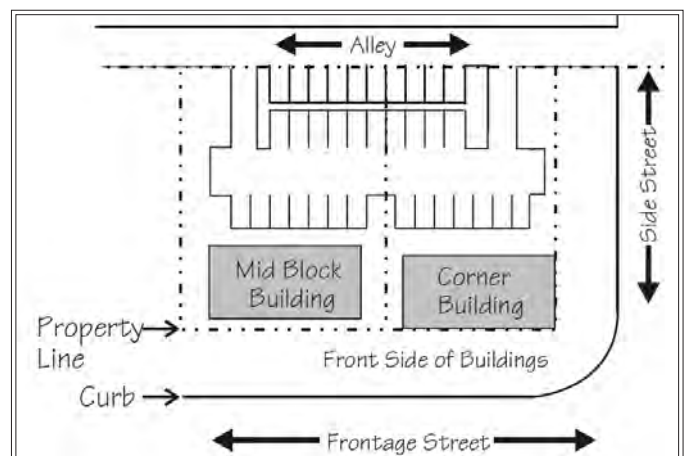 Alley
Side Street
Mid Block
Building
Corner
Building
Property
Line
Front Side of Buildings
Curb
Frontage Street